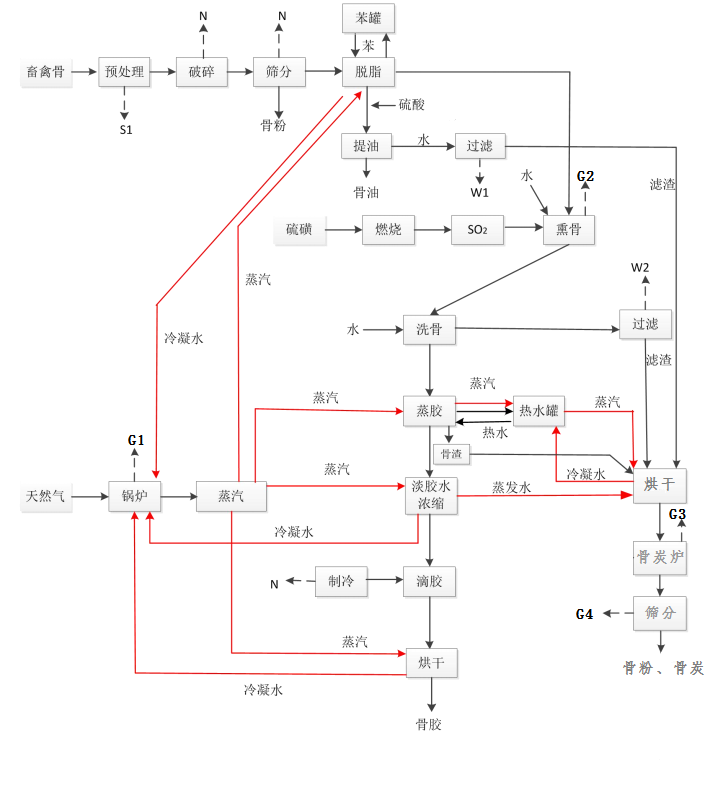 苯罐
N
N
苯
畜禽骨
预处理
破碎
筛分
脱脂
硫酸
S1
骨粉
提油
水
过滤
骨油
W1
滤渣
水
G2
硫磺
燃烧
SO₂
熏骨
W2
蒸汽
水
洗骨
过滤
冷凝水
滤渣
蒸汽
蒸汽
蒸胶
热水罐
蒸汽
热水
G1
骨渣
蒸汽
冷凝水
天然气
锅炉
蒸汽
淡胶水
浓缩
蒸发水
烘干
G3
冷凝水
骨炭炉
N
制冷
滴胶
G4
筛分
蒸汽
烘干
骨粉、骨炭
冷凝水
骨胶